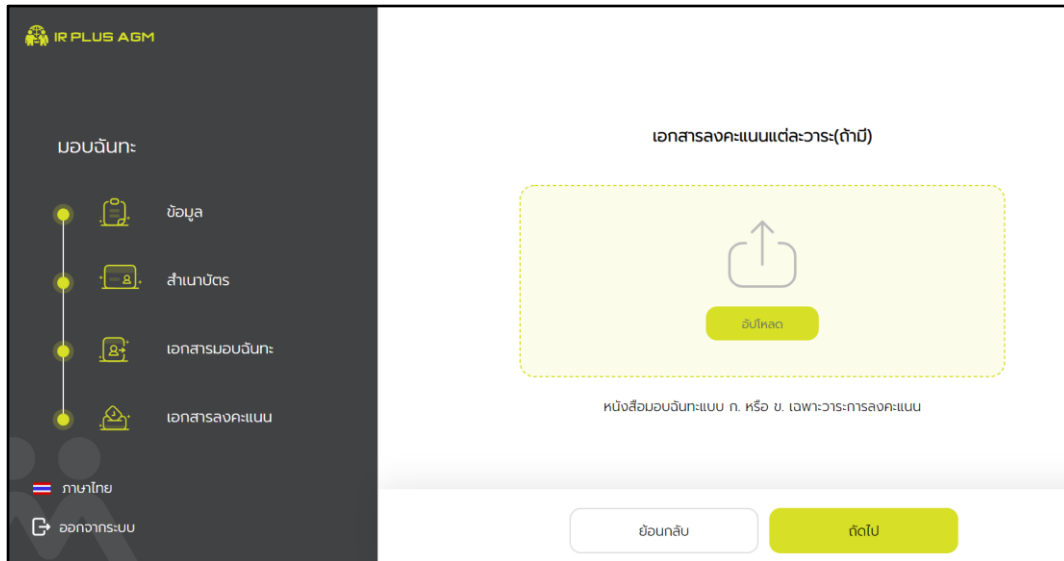 IR PLUS AGM
มอบฉันทะ
ข้อมูล
สำเนาบัตร
เอกสารมอบฉันทะ
เอกสารลงคะแนน
ภาษาไทย
ออกจากระบบ
เอกสารลงคะแนนแต่ละวาระ(ถ้ามี)
อัปโหลด
หนังสือมอบฉันทะแบบ ก. หรือ ข. เฉพาะวาระการลงคะแนน
ย้อนกลับ
ถัดไป